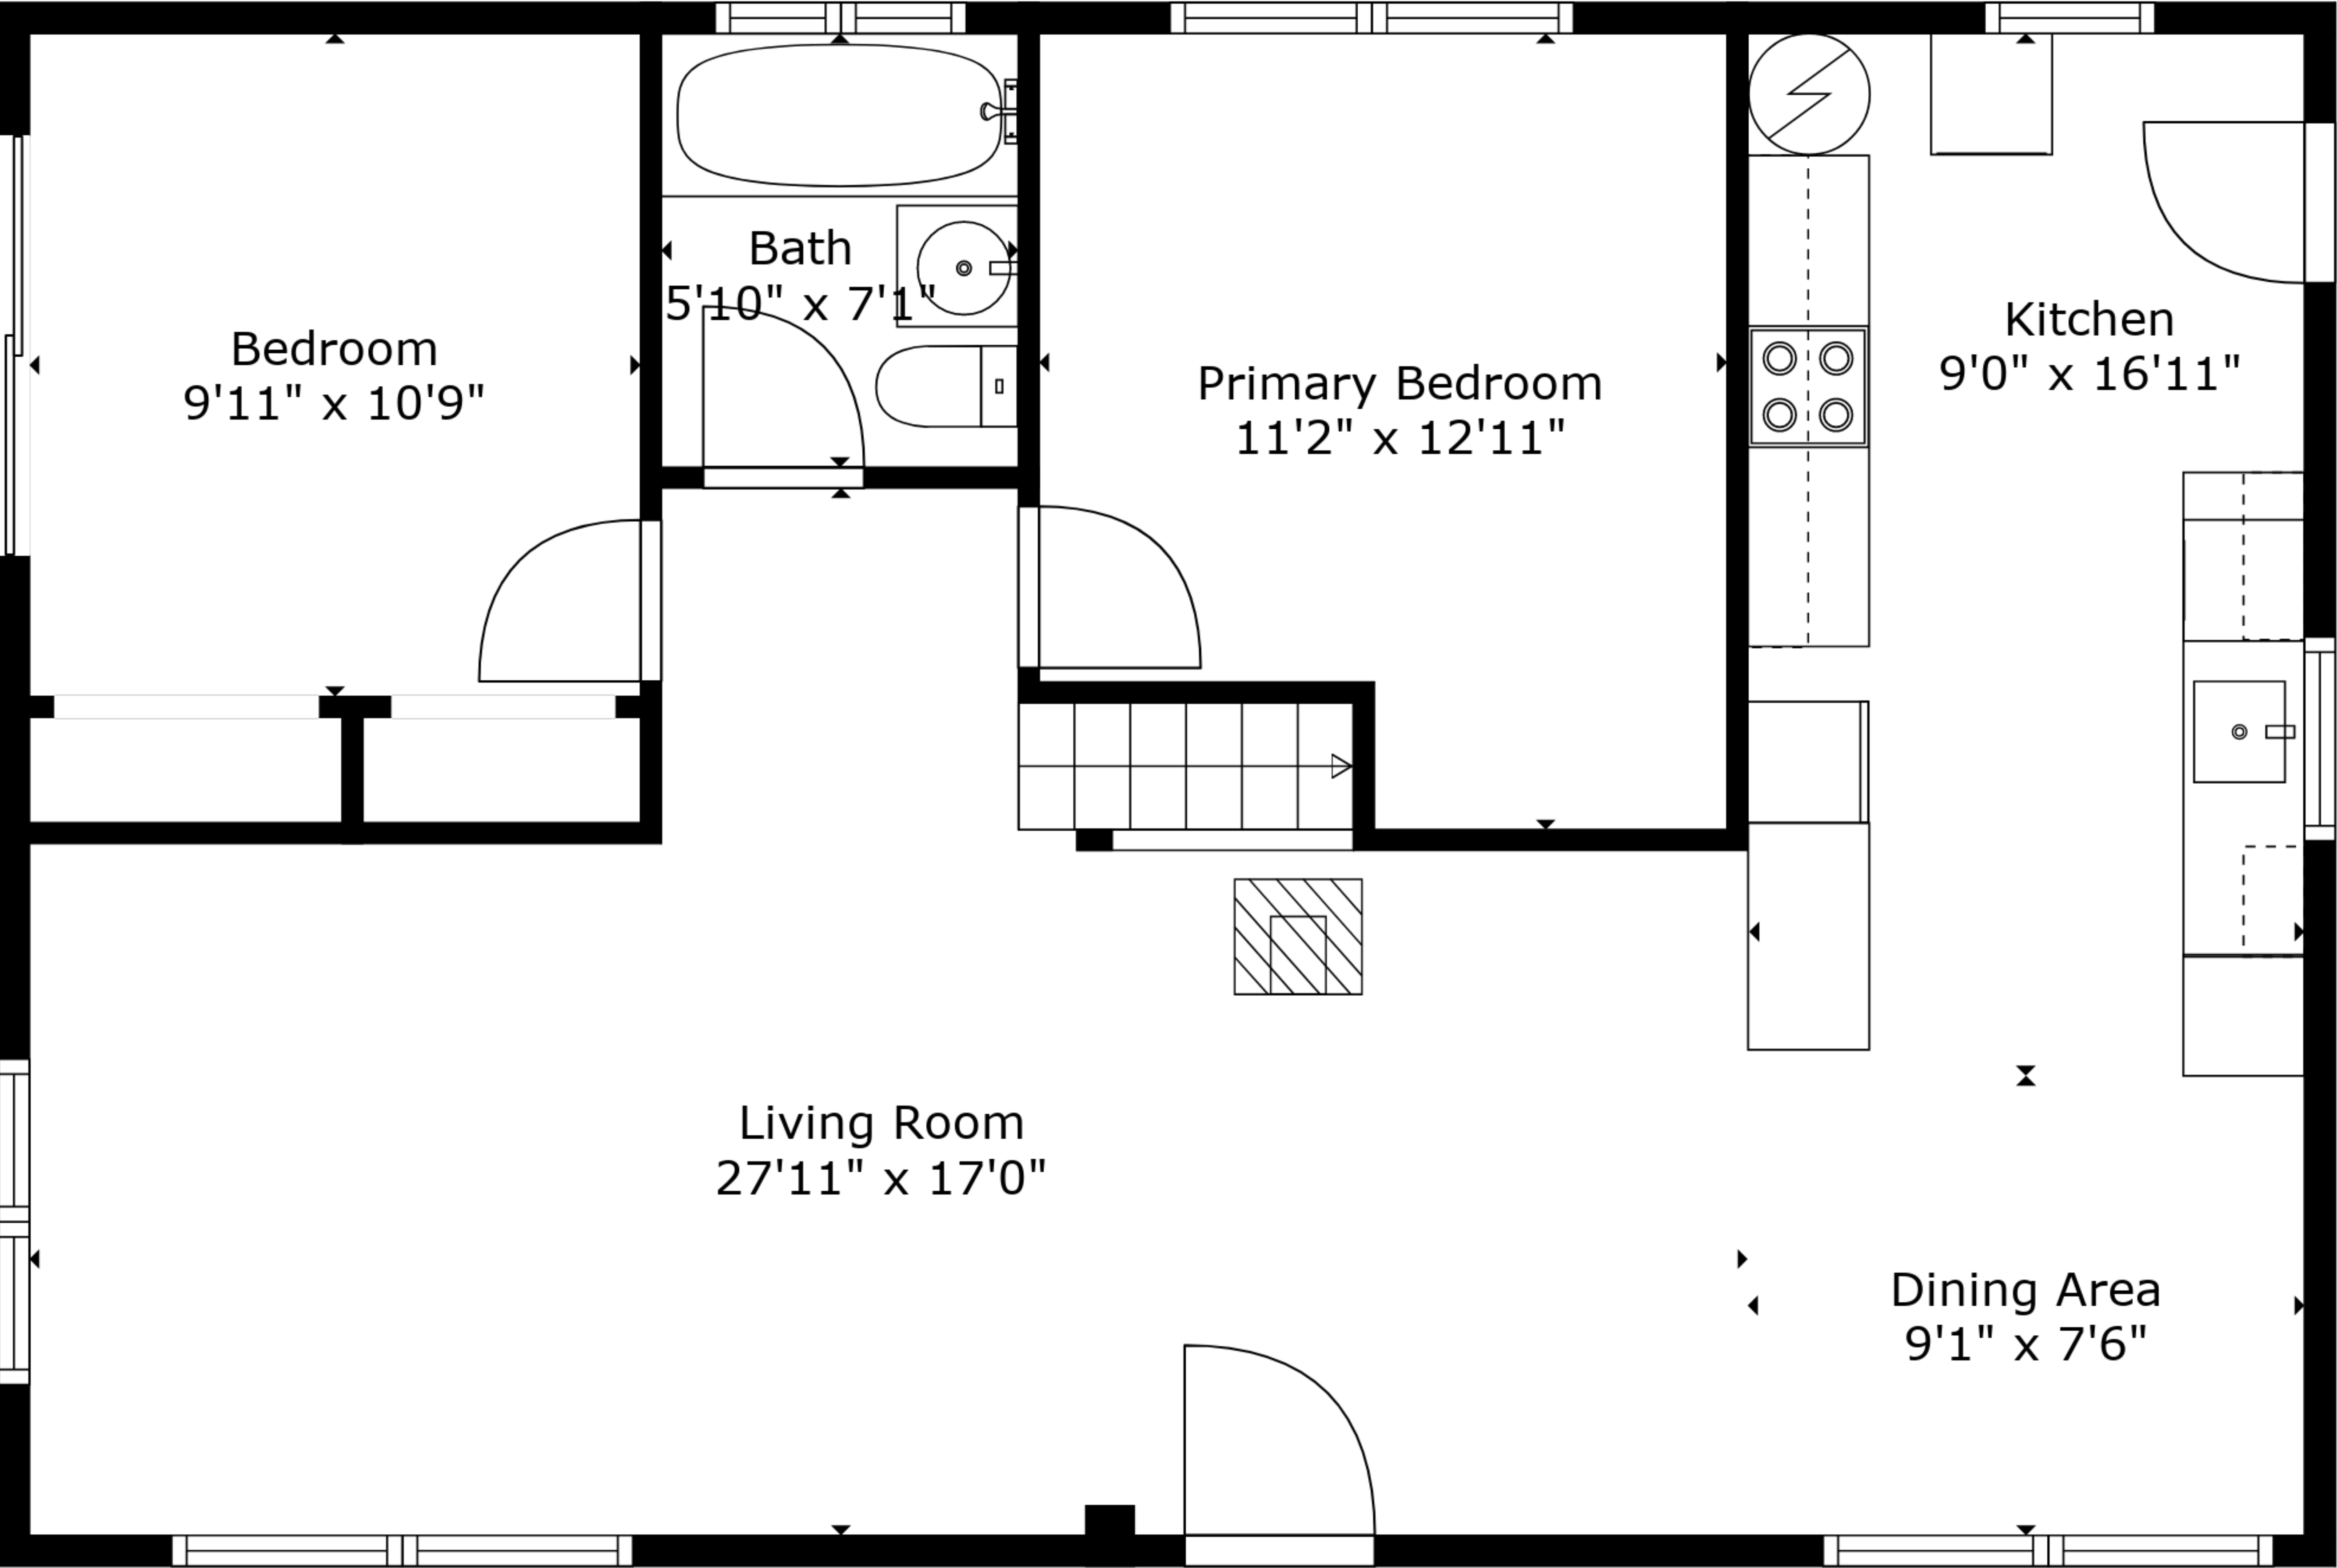 Bath
5'10" x 7'1"
Bedroom
9'11" x 10'9"
Primary Bedroom
11'2" x 12'11"
Kitchen
9'0" x 16'11"
Living Room
27'11" x 17'0"
Dining Area
9'1" x 7'6"